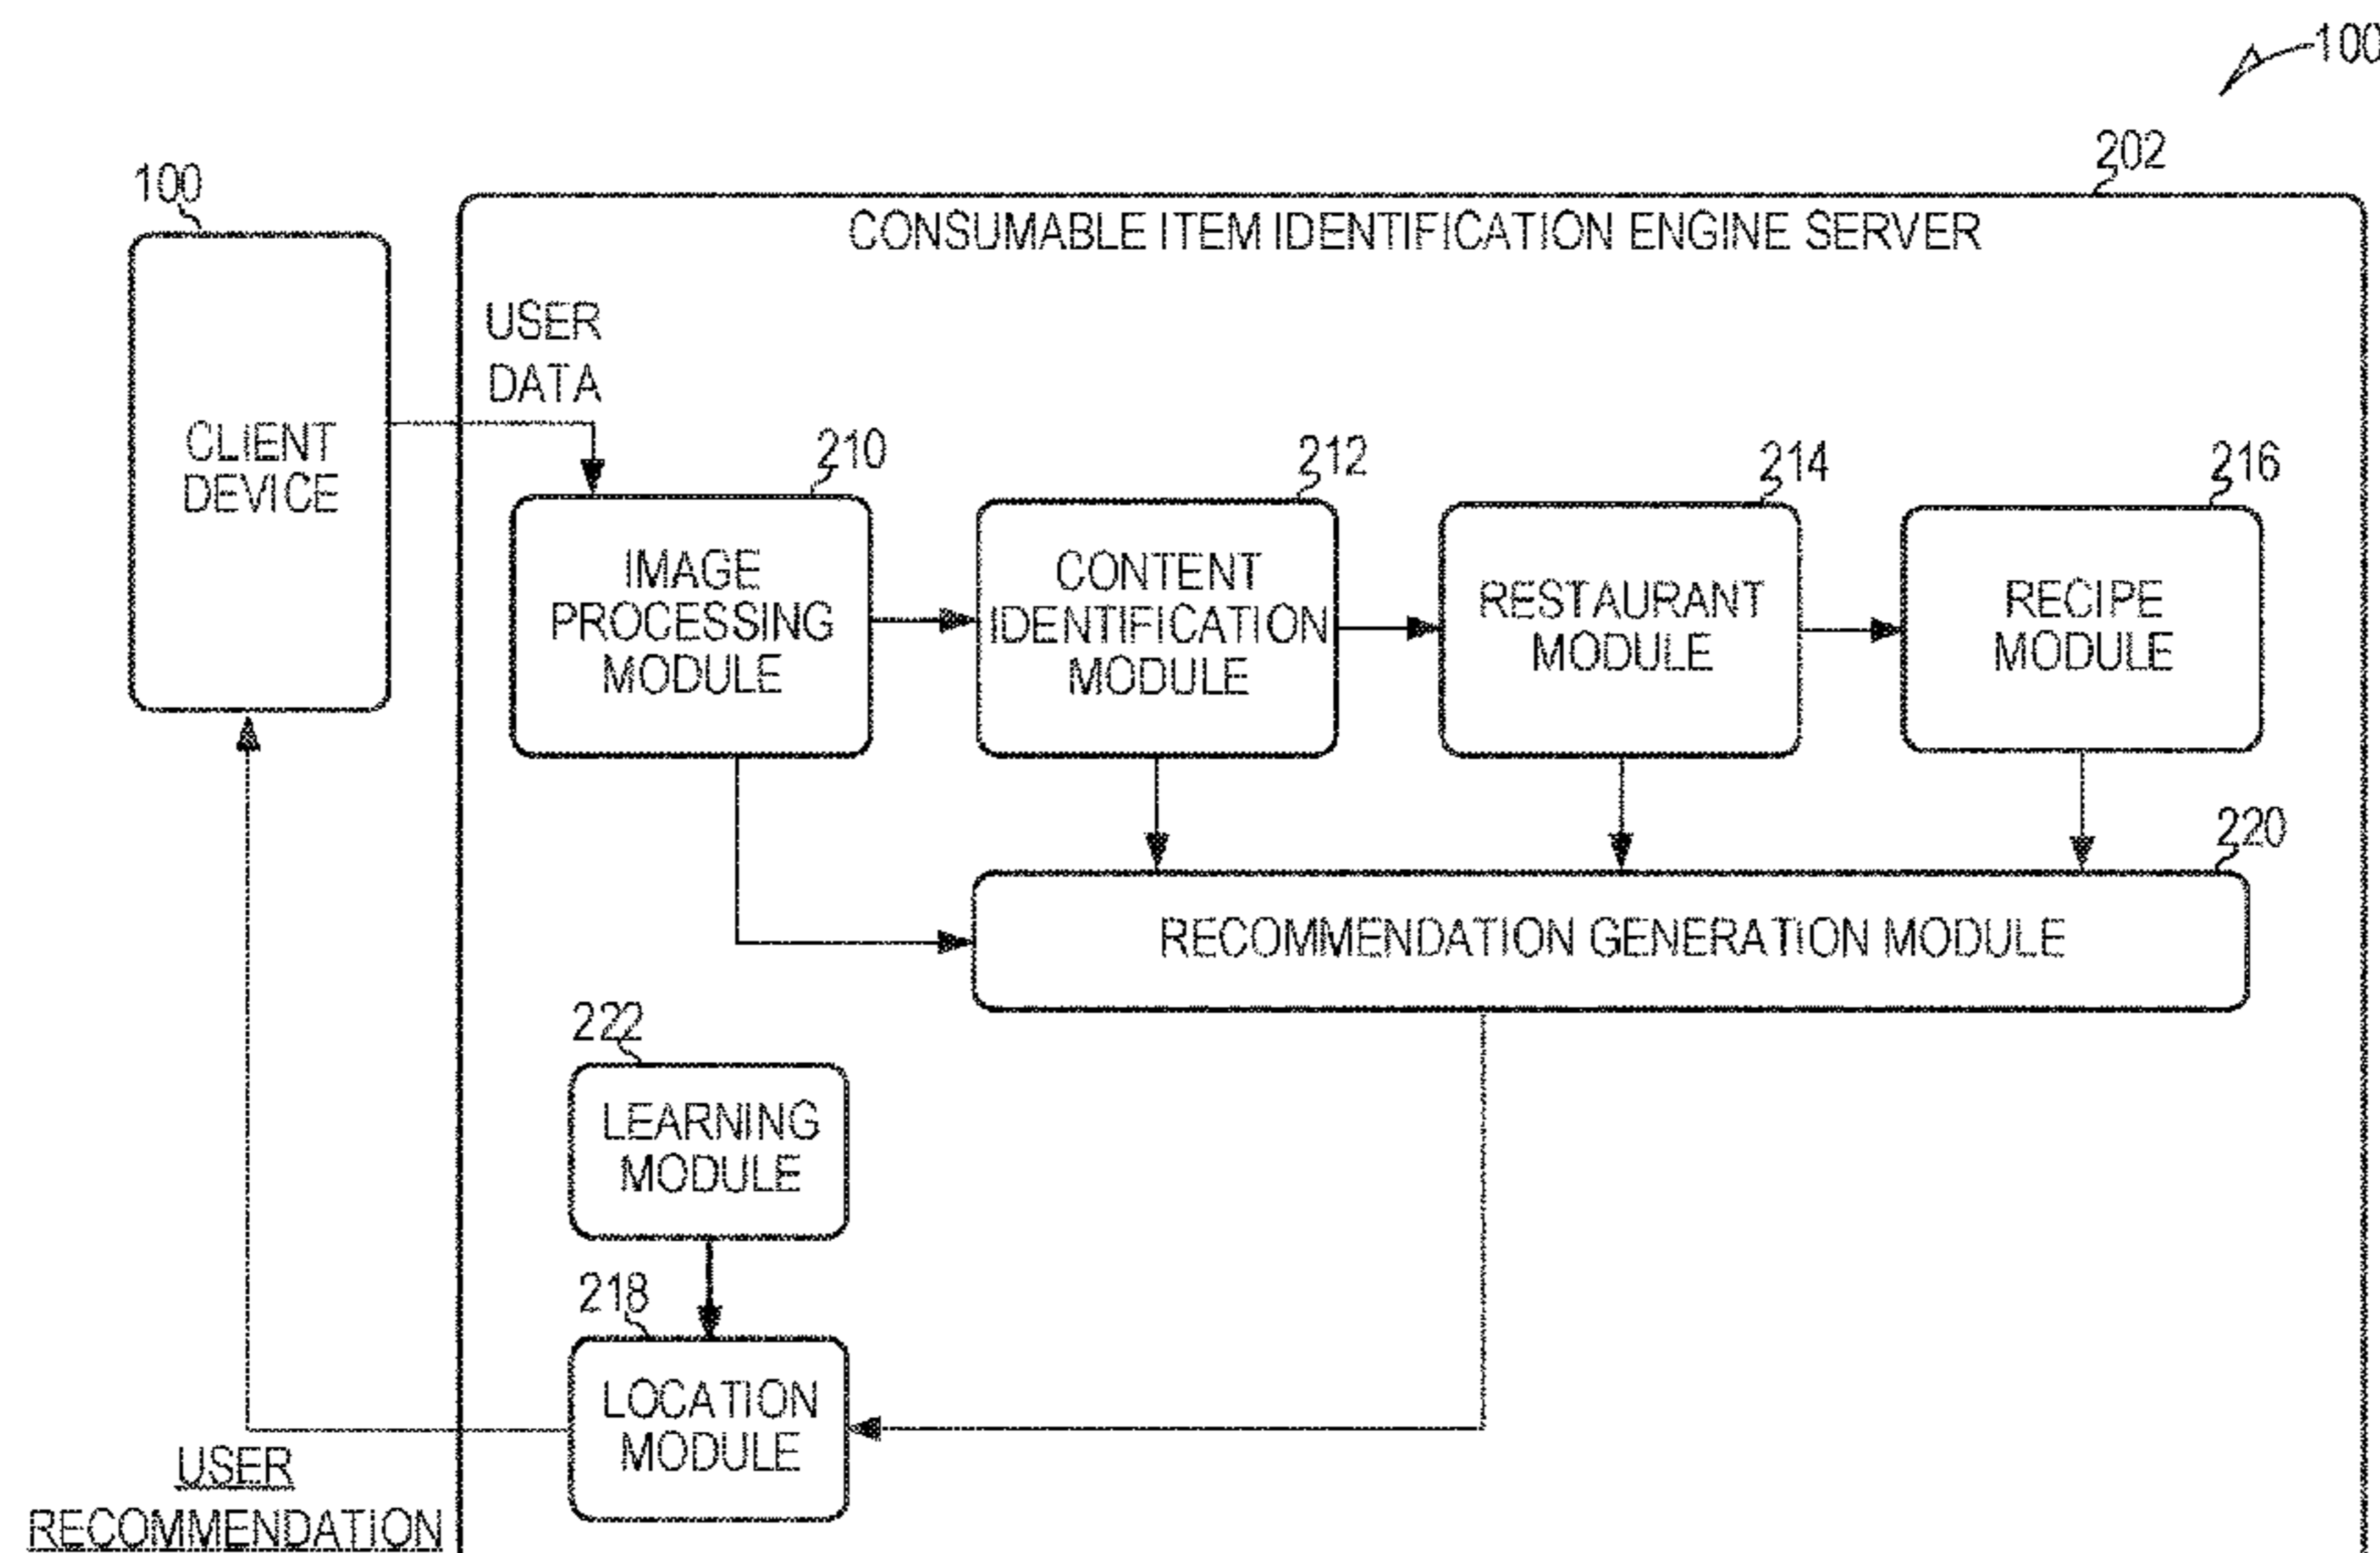 100
202
100
CONSUMABLE ITEM IDENTIFICATION ENGINE SERVER
USER
DATA
CLIENT
DEVICE
210
212
214
216
IMAGE
PROCESSING
MODULE
CONTENT
IDENTIFICATION
MODULE
RESTAURANT
MODULE
RECIPE
MODULE
220
RECOMMENDATION GENERATION MODULE
222
LEARNING
MODULE
218
LOCATION
MODULE
USER
RECOMMENDATION